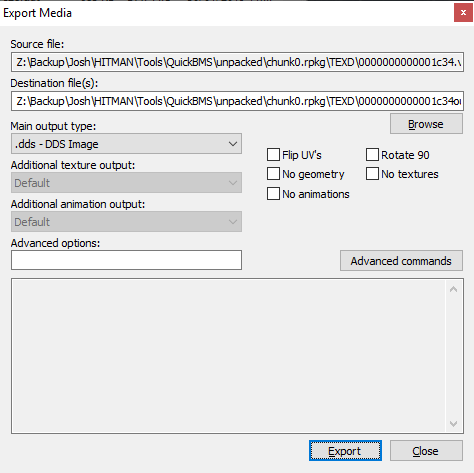 Export Media
x
Source file:
Z:\Backup\Josh\HITMAN\Tools\QuickBMS\unpacked\chunk0.rpkg\TEXD\0000000000001c34.v
Destination file(s):
Z:\Backup\Josh\HITMAN\Tools\QuickBMS\unpacked\chunk0.rpkg\TEXD\0000000000001c34ou
Browse
Main output type:
.dds - DDS Image
Flip UV's
Rotate 90
Additional texture output:
No geometry
No textures
Default
No animations
Additional animation output:
Default
Advanced options:
Advanced commands
Export
Close